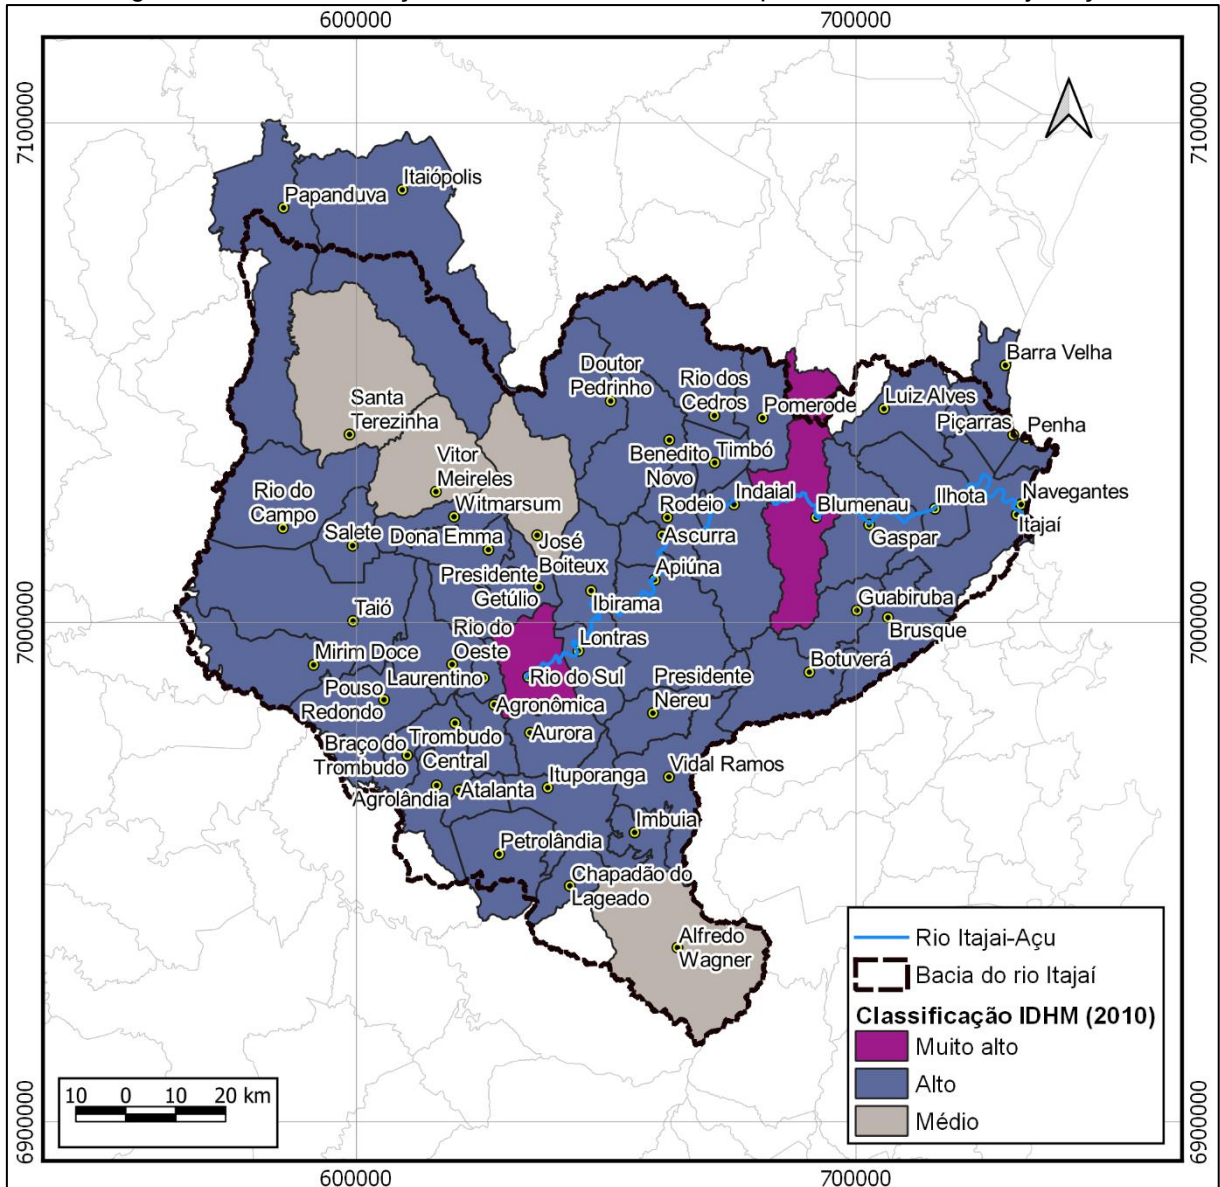 600000
700000
7100000
7100000
Itaiópolis
Papanduva
Barra Velha
Doutor
Pedrinho
Rio dos
Cedros
Luiz Alves
Santa
Terezinha
Pomerode
Piçarras
Penha
Benedito
Novo
Timbó
Vitor
Meireles
Indaial
Ilhota
Navegantes
Rio do
Campo
Witmarsum
Rodeio
Blumenau
Itajaí
Salete
Dona Emma
José
Boiteux
Ascurra
Gaspar
Presidente
Getúlio
Apiúna
Ibirama
Guabiruba
Taió
Brusque
7000000
7000000
Rio do
Oeste
Lontras
Mirim Doce
Botuverá
Laurentino
Rio do Sul
Presidente
Nereu
Pouso
Redondo
Agronômica
Braço do
Trombudo
Trombudo
Central
Aurora
Vidal Ramos
Agrolândia
Atalanta
Ituporanga
Imbuia
Petrolândia
Chapadão do
Lageado
Alfredo
Wagner
Rio Itajai-Açu
Bacia do rio Itajaí
Classificação IDHM (2010)
Muito alto
Alto
Médio
10 0 10 20 km
6900000
6900000
600000
700000